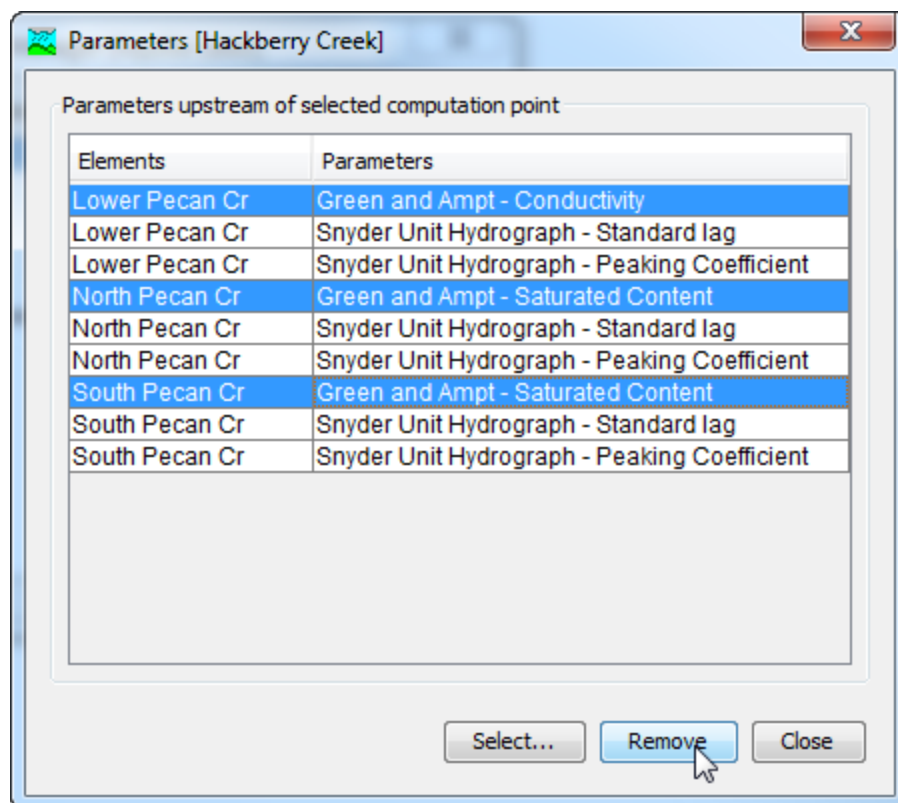 Parameters [Hackberry Creek]
Parameters upstream of selected computation point
Elements Parameters
Lower Pecan Cr Green and Ampt - Conductivity
Lower Pecan Cr Snyder Unit Hydrograph - Standard lag
Lower Pecan Cr Snyder Unit Hydrograph - Peaking Coefficient
North Pecan Cr Green and Ampt - Saturated Content
North Pecan Cr Snyder Unit Hydrograph - Standard lag
North Pecan Cr Snyder Unit Hydrograph - Peaking Coefficient
South Pecan Cr Green and Ampt - Saturated Content
South Pecan Cr Snyder Unit Hydrograph - Standard lag
South Pecan Cr Snyder Unit Hydrograph - Peaking Coefficient
Select... Remove Close